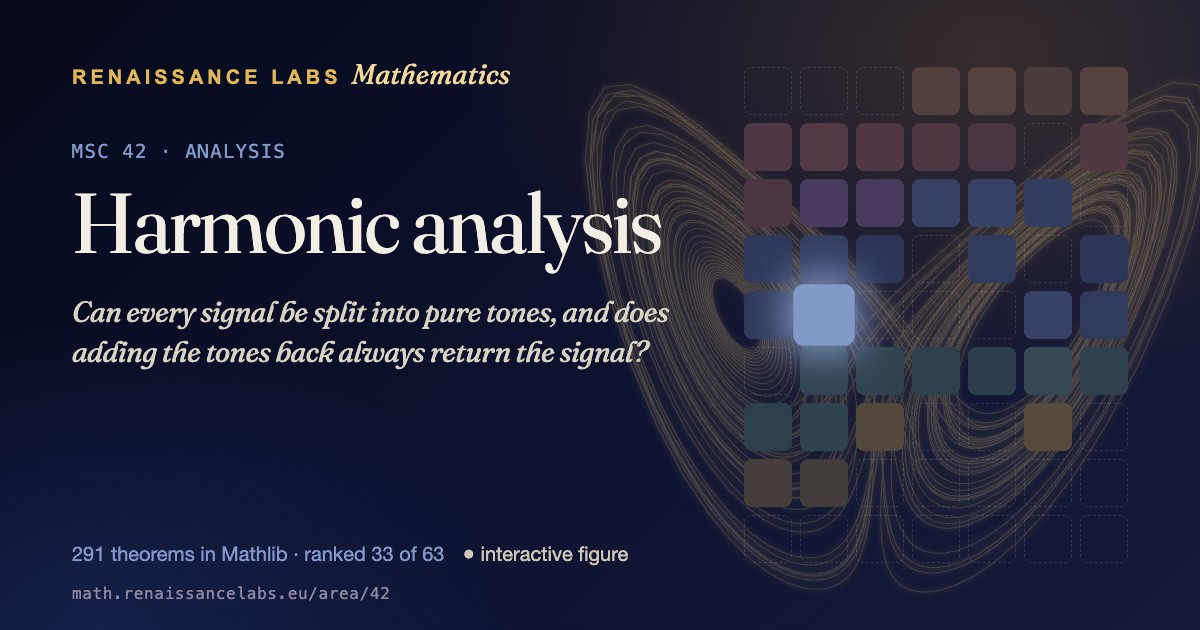 RENAISSANCE LABS Mathematics
MSC 42 · ANALYSIS
Harmonic analysis
Can every signal be split into pure tones, and does
adding the tones back always return the signal?
291 theorems in Mathlib · ranked 33 of 63 ● interactive figure
math.renaissancelabs.eu/area/42